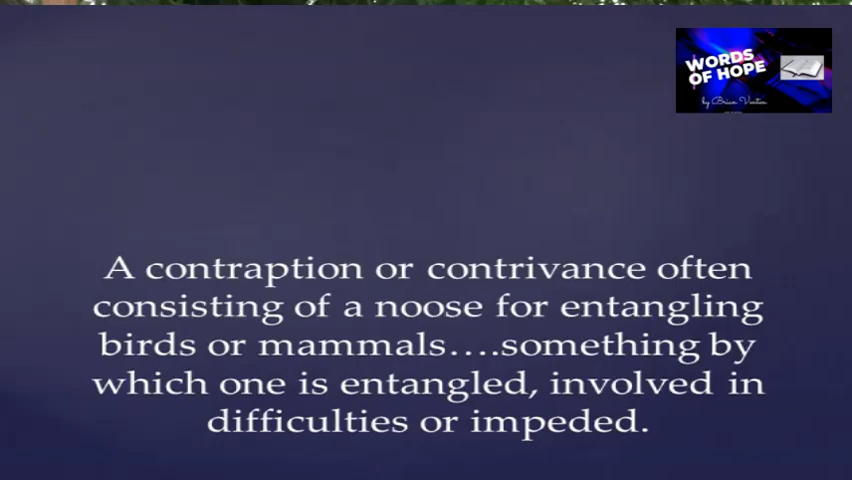 WORDS
OF HOPE
A contraption or contrivance often
consisting of a noose for entangling
birds or mammals….something by
which one is entangled, involved in
difficulties or impeded.